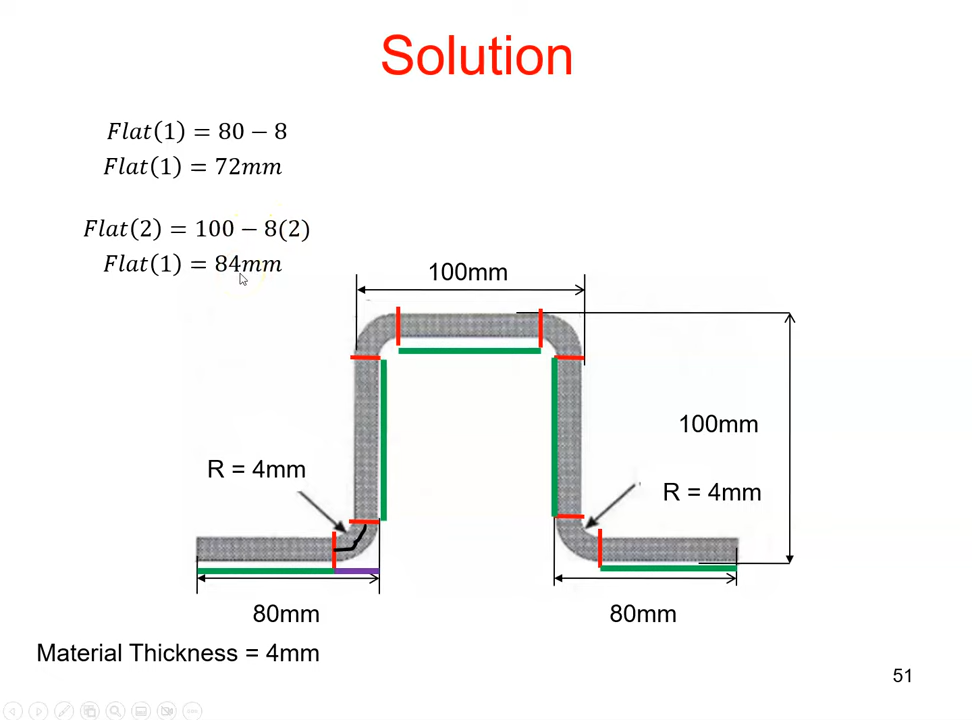 Solution
Flat(1) = 80 − 8
Flat(1) = 72mm
Flat(2) = 100 − 8(2)
Flat(1) = 84mm
100mm
100mm
R = 4mm
R = 4mm
80mm
80mm
Material Thickness = 4mm
51